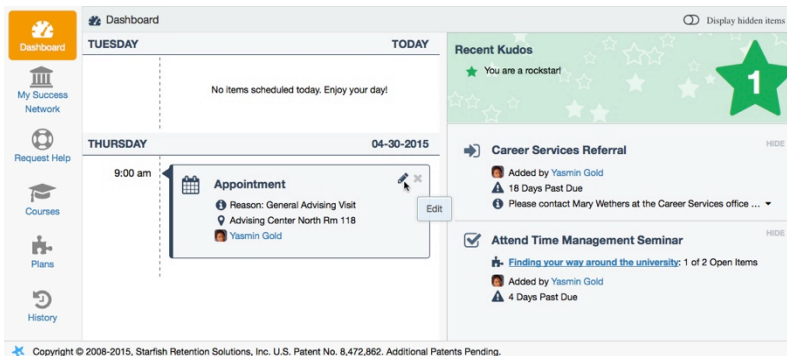 Dashboard
Display hidden items
Dashboard
My Success
Network
Request Help
Courses
Plans
History
TUESDAY TODAY
No items scheduled today. Enjoy your day!
THURSDAY 04-30-2015
9:00 am
Appointment
Reason: General Advising Visit
Advising Center North Rm 118
Yasmin Gold
Edit
Recent Kudos
You are a rockstar!
1
Career Services Referral HIDE
Added by Yasmin Gold
18 Days Past Due
Please contact Mary Wethers at the Career Services office ...
Attend Time Management Seminar HIDE
Finding your way around the university: 1 of 2 Open Items
Added by Yasmin Gold
4 Days Past Due
Copyright © 2008-2015, Starfish Retention Solutions, Inc. U.S. Patent No. 8,472,862. Additional Patents Pending.